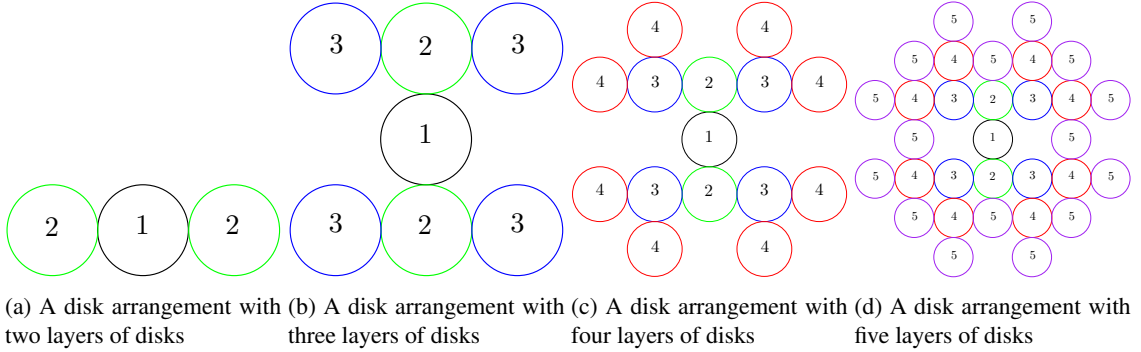 2 1 2
(a) A disk arrangement with
two layers of disks
3 2 3
1
3 2 3
(b) A disk arrangement with
three layers of disks
4 4
4 3 2 3 4
1
4 3 2 3 4
4 4
(c) A disk arrangement with
four layers of disks
5 5
5 4 5 4 5
5 4 3 2 3 4 5
5 1 5
5 4 3 2 3 4 5
5 4 5 4 5
5 5
(d) A disk arrangement with
five layers of disks